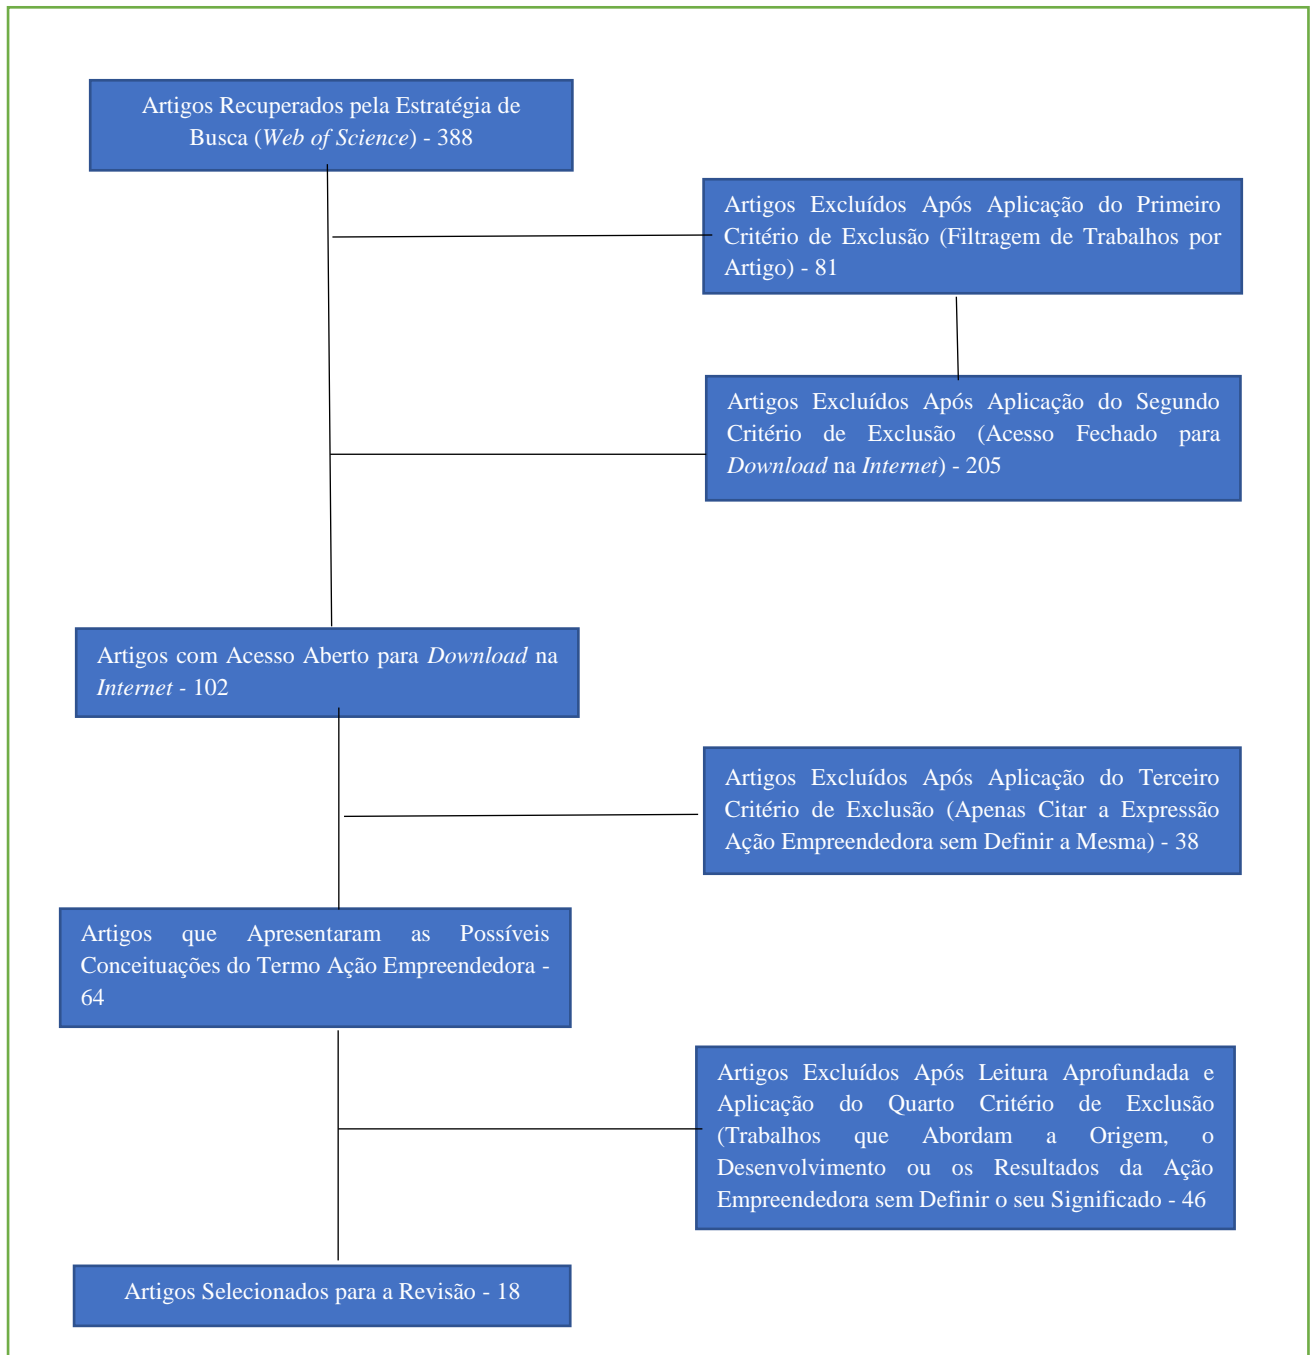 Artigos Recuperados pela Estratégia de
Busca (Web of Science) - 388
Artigos Excluídos Após Aplicação do Primeiro
Critério de Exclusão (Filtragem de Trabalhos por
Artigo) - 81
Artigos Excluídos Após Aplicação do Segundo
Critério de Exclusão (Acesso Fechado para
Download na Internet) - 205
Artigos com Acesso Aberto para Download na
Internet - 102
Artigos Excluídos Após Aplicação do Terceiro
Critério de Exclusão (Apenas Citar a Expressão
Ação Empreendedora sem Definir a Mesma) - 38
Artigos que Apresentaram as Possíveis
Conceituações do Termo Ação Empreendedora -
64
Artigos Excluídos Após Leitura Aprofundada e
Aplicação do Quarto Critério de Exclusão
(Trabalhos que Abordam a Origem, o
Desenvolvimento ou os Resultados da Ação
Empreendedora sem Definir o seu Significado - 46
Artigos Selecionados para a Revisão - 18